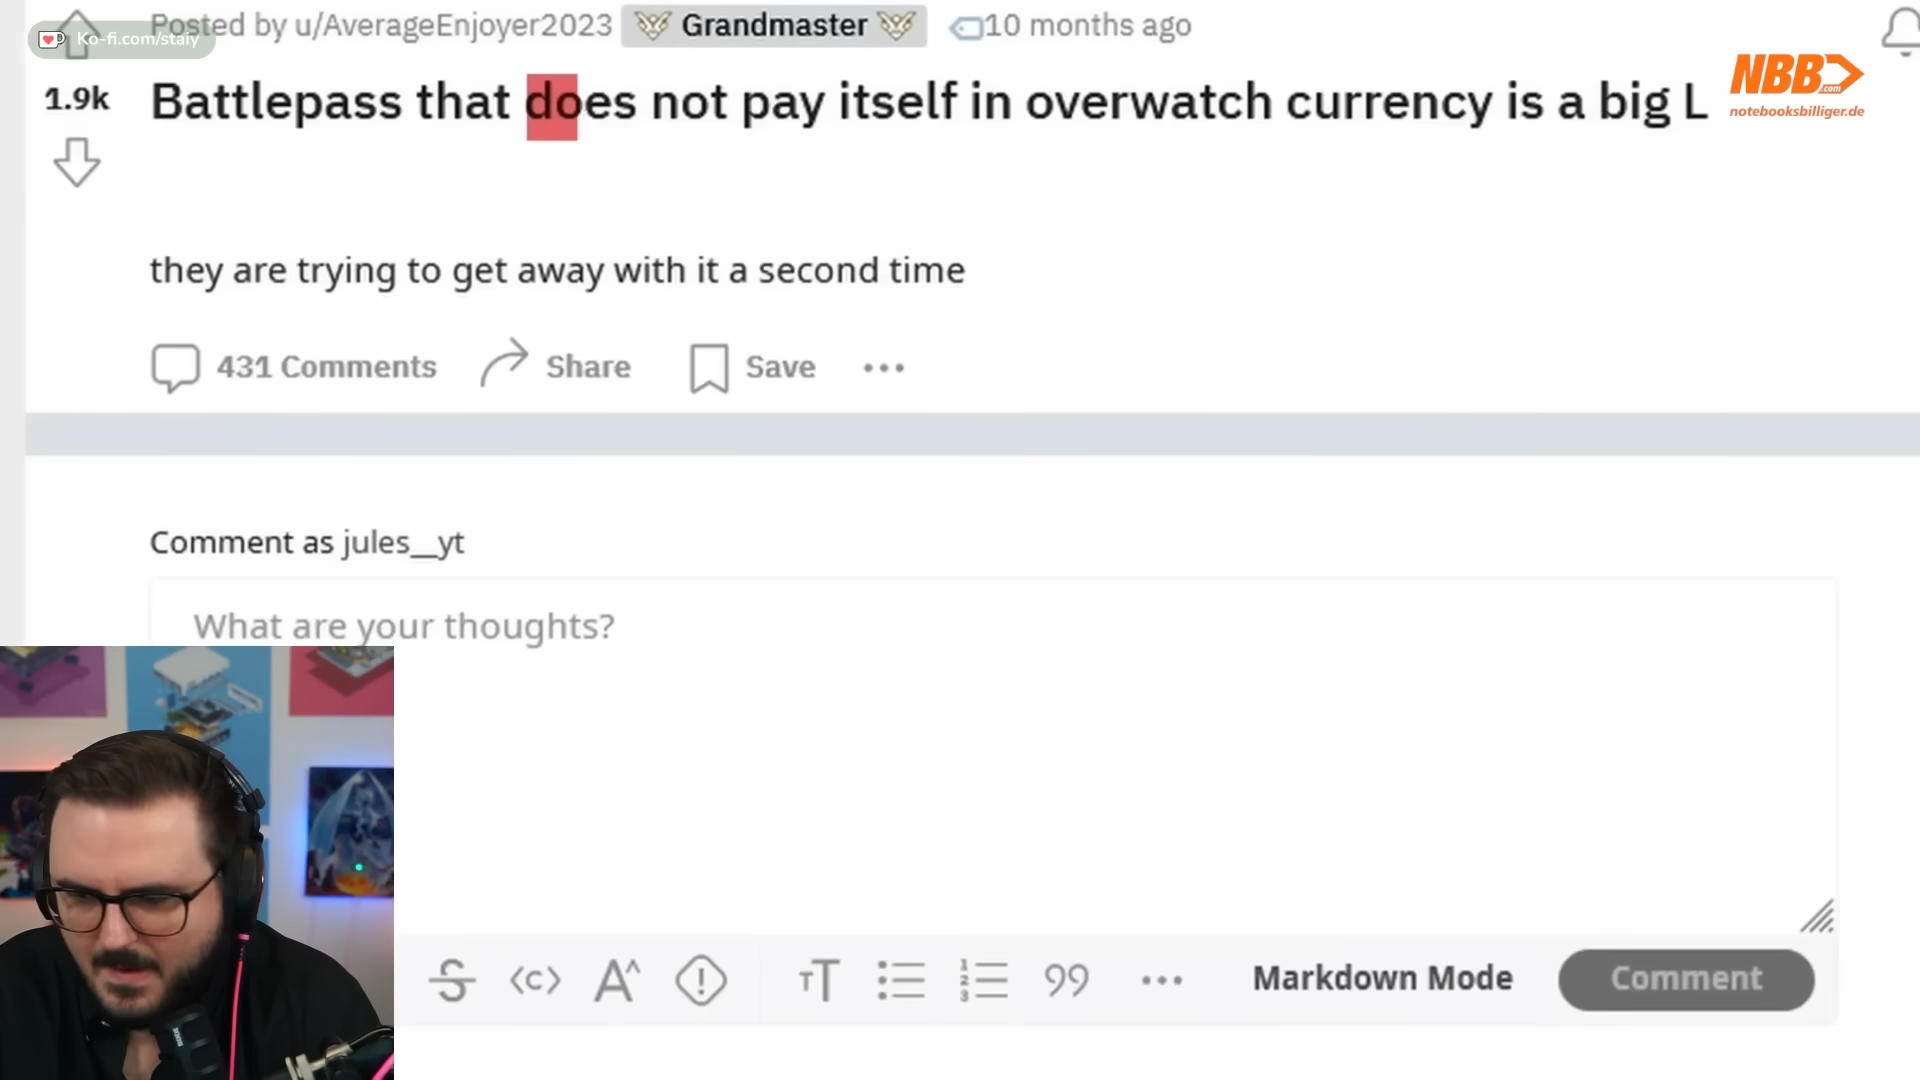 Ko-fi.com/staiy
Posted by u/AverageEnjoyer2023 Grandmaster 10 months ago
NBB.com
notebooksbilliger.de
1.9k
Battlepass that does not pay itself in overwatch currency is a big L
they are trying to get away with it a second time
431 Comments Share Save
Comment as jules__yt
What are your thoughts?
Markdown Mode Comment